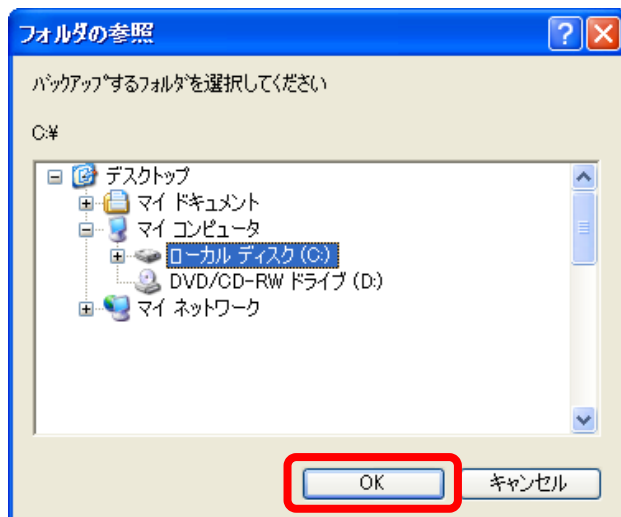 フォルダの参照
ﾊﾞｯｸｱｯﾌﾟするﾌｫﾙﾀﾞを選択してください
C:¥
デスクトップ
マイ ドキュメント
マイ コンピュータ
ローカル ディスク (C:)
DVD/CD-RW ドライブ (D:)
マイ ネットワーク
OK キャンセル